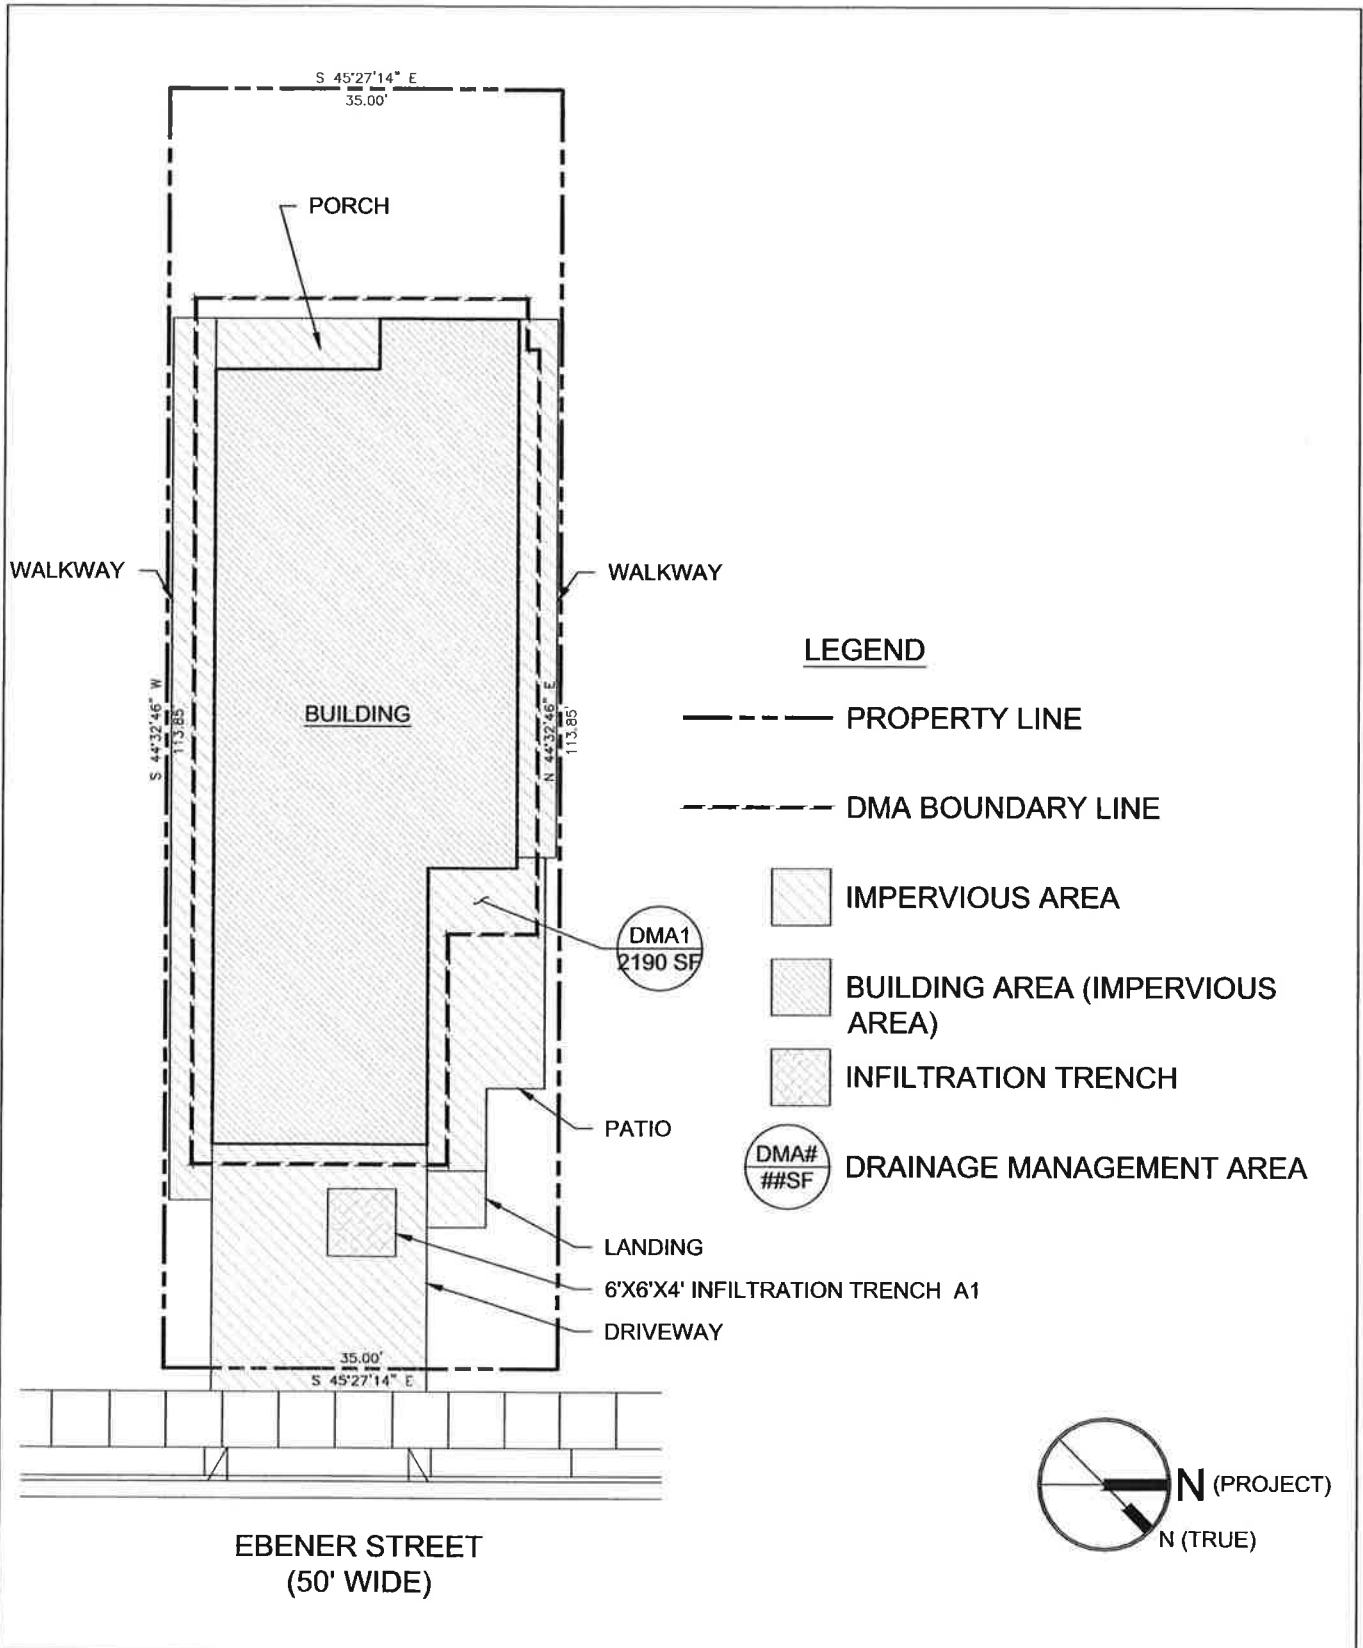 S 45°27'14" E
35.00'
PORCH
WALKWAY
WALKWAY
S 44°32'46" W
113.85'
BUILDING
N 44°32'46" E
113.85'
LEGEND
PROPERTY LINE
DMA BOUNDARY LINE
IMPERVIOUS AREA
BUILDING AREA (IMPERVIOUS
AREA)
INFILTRATION TRENCH
DMA#
##SF
DRAINAGE MANAGEMENT AREA
DMA1
2190 SF
PATIO
LANDING
6'X6'X4' INFILTRATION TRENCH A1
DRIVEWAY
35.00'
S 45°27'14" E
N (PROJECT)
N (TRUE)
EBENER STREET
(50' WIDE)